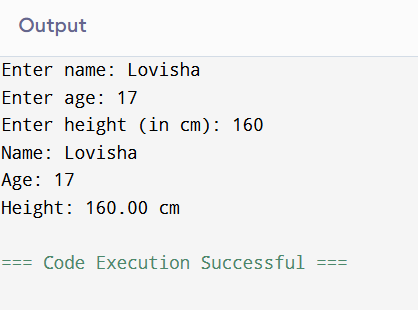 Output
Enter name: Lovisha
Enter age: 17
Enter height (in cm): 160
Name: Lovisha
Age: 17
Height: 160.00 cm
=== Code Execution Successful ===